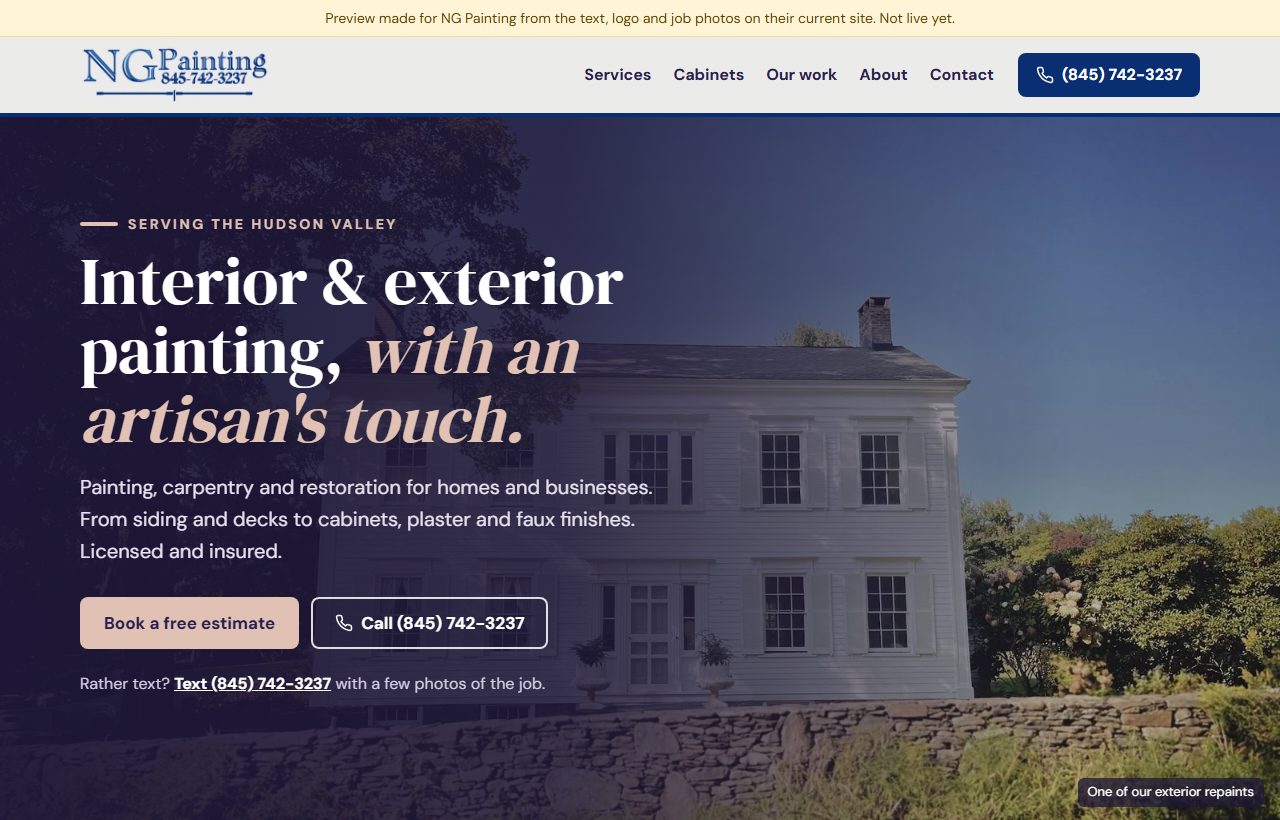 Preview made for NG Painting from the text, logo and job photos on their current site. Not live yet.
NG Painting
845-742-3237
Services Cabinets Our work About Contact (845) 742-3237
SERVING THE HUDSON VALLEY
Interior & exterior
painting, with an
artisan's touch.
Painting, carpentry and restoration for homes and businesses.
From siding and decks to cabinets, plaster and faux finishes.
Licensed and insured.
Book a free estimate Call (845) 742-3237
Rather text? Text (845) 742-3237 with a few photos of the job.
One of our exterior repaints